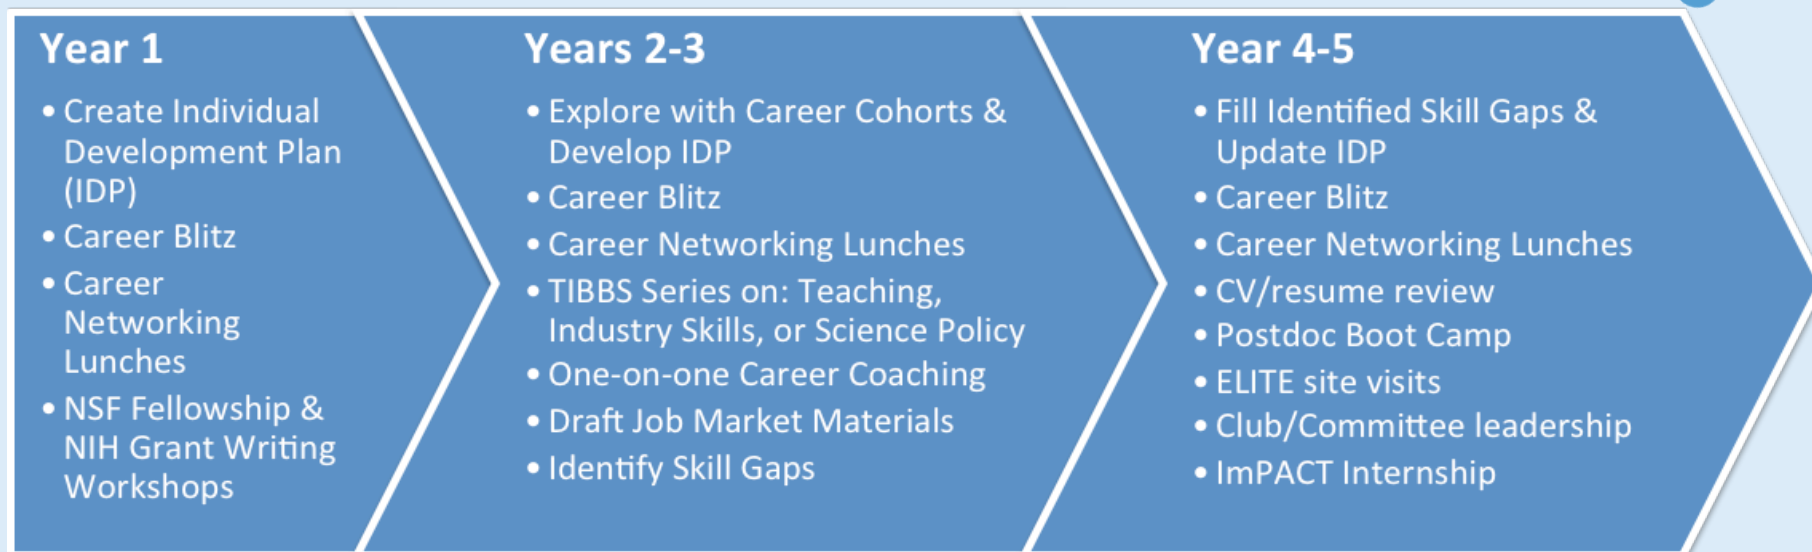 Year 1
• Create Individual
Development Plan
(IDP)
• Career Blitz
• Career
Networking
Lunches
• NSF Fellowship &
NIH Grant Writing
Workshops
Years 2-3
• Explore with Career Cohorts &
Develop IDP
• Career Blitz
• Career Networking Lunches
• TIBBS Series on: Teaching,
Industry Skills, or Science Policy
• One-on-one Career Coaching
• Draft Job Market Materials
• Identify Skill Gaps
Year 4-5
• Fill Identified Skill Gaps &
Update IDP
• Career Blitz
• Career Networking Lunches
• CV/resume review
• Postdoc Boot Camp
• ELITE site visits
• Club/Committee leadership
• ImPACT Internship